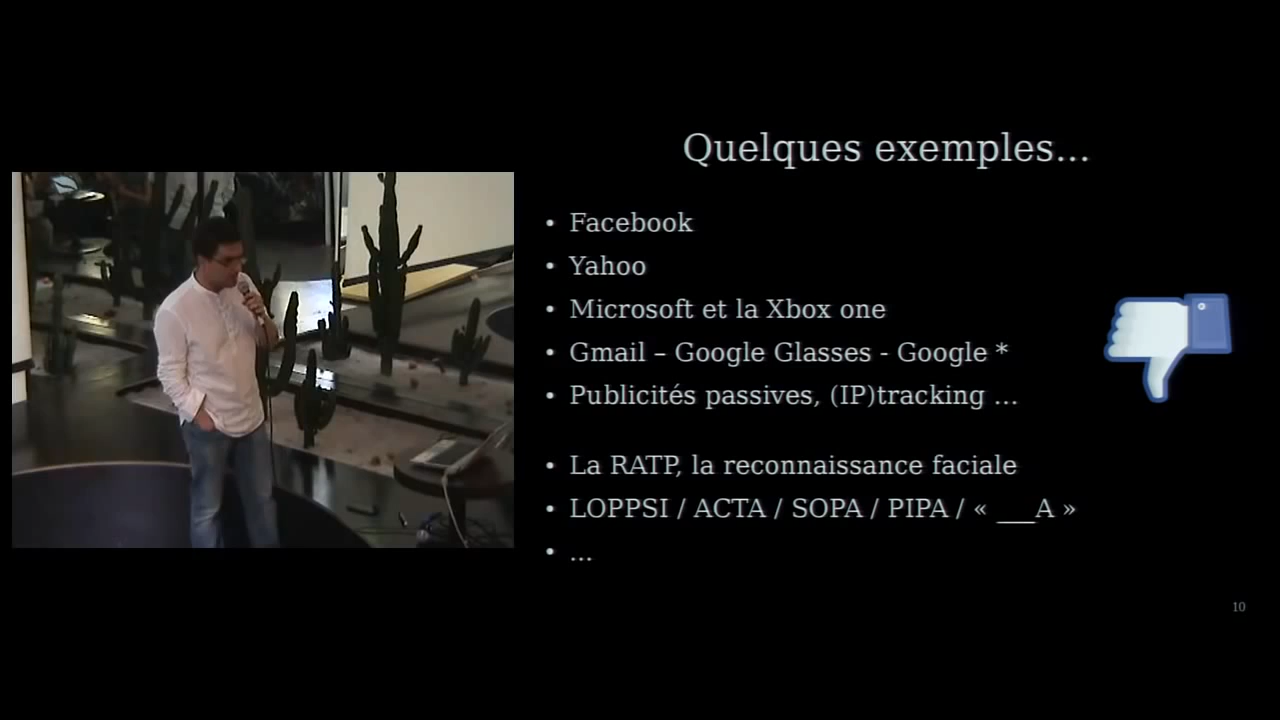 Quelques exemples...
• Facebook
• Yahoo
• Microsoft et la Xbox one
• Gmail – Google Glasses - Google *
• Publicités passives, (IP)tracking ...
• La RATP, la reconnaissance faciale
• LOPPSI / ACTA / SOPA / PIPA / « ___A »
• ...
10